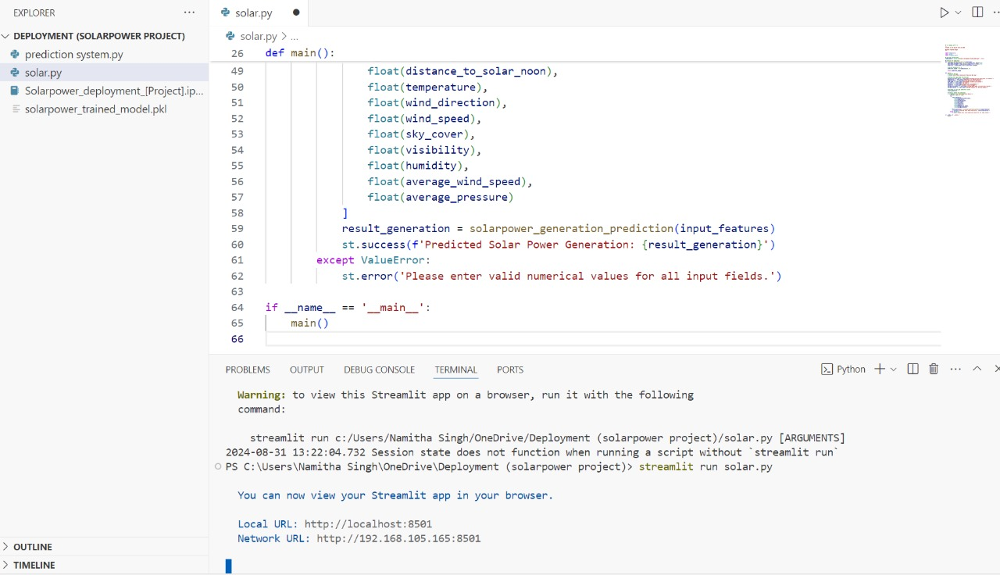 EXPLORER
DEPLOYMENT (SOLARPOWER PROJECT)
prediction system.py
solar.py
Solarpower_deployment_[Project].ip...
solarpower_trained_model.pkl
OUTLINE
TIMELINE
solar.py
solar.py > ...
26 def main():
49 float(distance_to_solar_noon),
50 float(temperature),
51 float(wind_direction),
52 float(wind_speed),
53 float(sky_cover),
54 float(visibility),
55 float(humidity),
56 float(average_wind_speed),
57 float(average_pressure)
58 ]
59 result_generation = solarpower_generation_prediction(input_features)
60 st.success(f'Predicted Solar Power Generation: {result_generation}')
61 except ValueError:
62 st.error('Please enter valid numerical values for all input fields.')
63
64 if __name__ == '__main__':
65 main()
66
PROBLEMS OUTPUT DEBUG CONSOLE TERMINAL PORTS Python
Warning: to view this Streamlit app on a browser, run it with the following
command:
streamlit run c:/Users/Namitha Singh/OneDrive/Deployment (solarpower project)/solar.py [ARGUMENTS]
2024-08-31 13:22:04.732 Session state does not function when running a script without `streamlit run`
PS C:\Users\Namitha Singh\OneDrive\Deployment (solarpower project)> streamlit run solar.py
You can now view your Streamlit app in your browser.
Local URL: http://localhost:8501
Network URL: http://192.168.105.165:8501